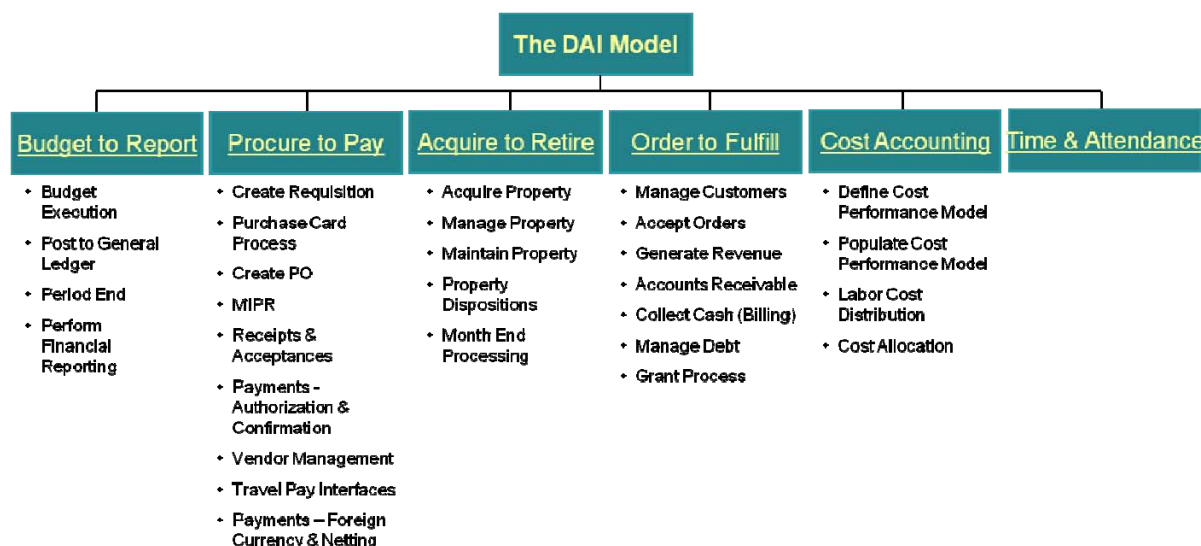 The DAI Model
Budget to Report
Budget
Execution
Post to General
Ledger
Period End
Perform
Financial
Reporting
Procure to Pay
Create Requisition
Purchase Card
Process
Create PO
MIPR
Receipts &
Acceptances
Payments -
Authorization &
Confirmation
Vendor Management
Travel Pay Interfaces
Payments – Foreign
Currency & Netting
Acquire to Retire
Acquire Property
Manage Property
Maintain Property
Property
Dispositions
Month End
Processing
Order to Fulfill
Manage Customers
Accept Orders
Generate Revenue
Accounts Receivable
Collect Cash (Billing)
Manage Debt
Grant Process
Cost Accounting
Define Cost
Performance Model
Populate Cost
Performance Model
Labor Cost
Distribution
Cost Allocation
Time & Attendance